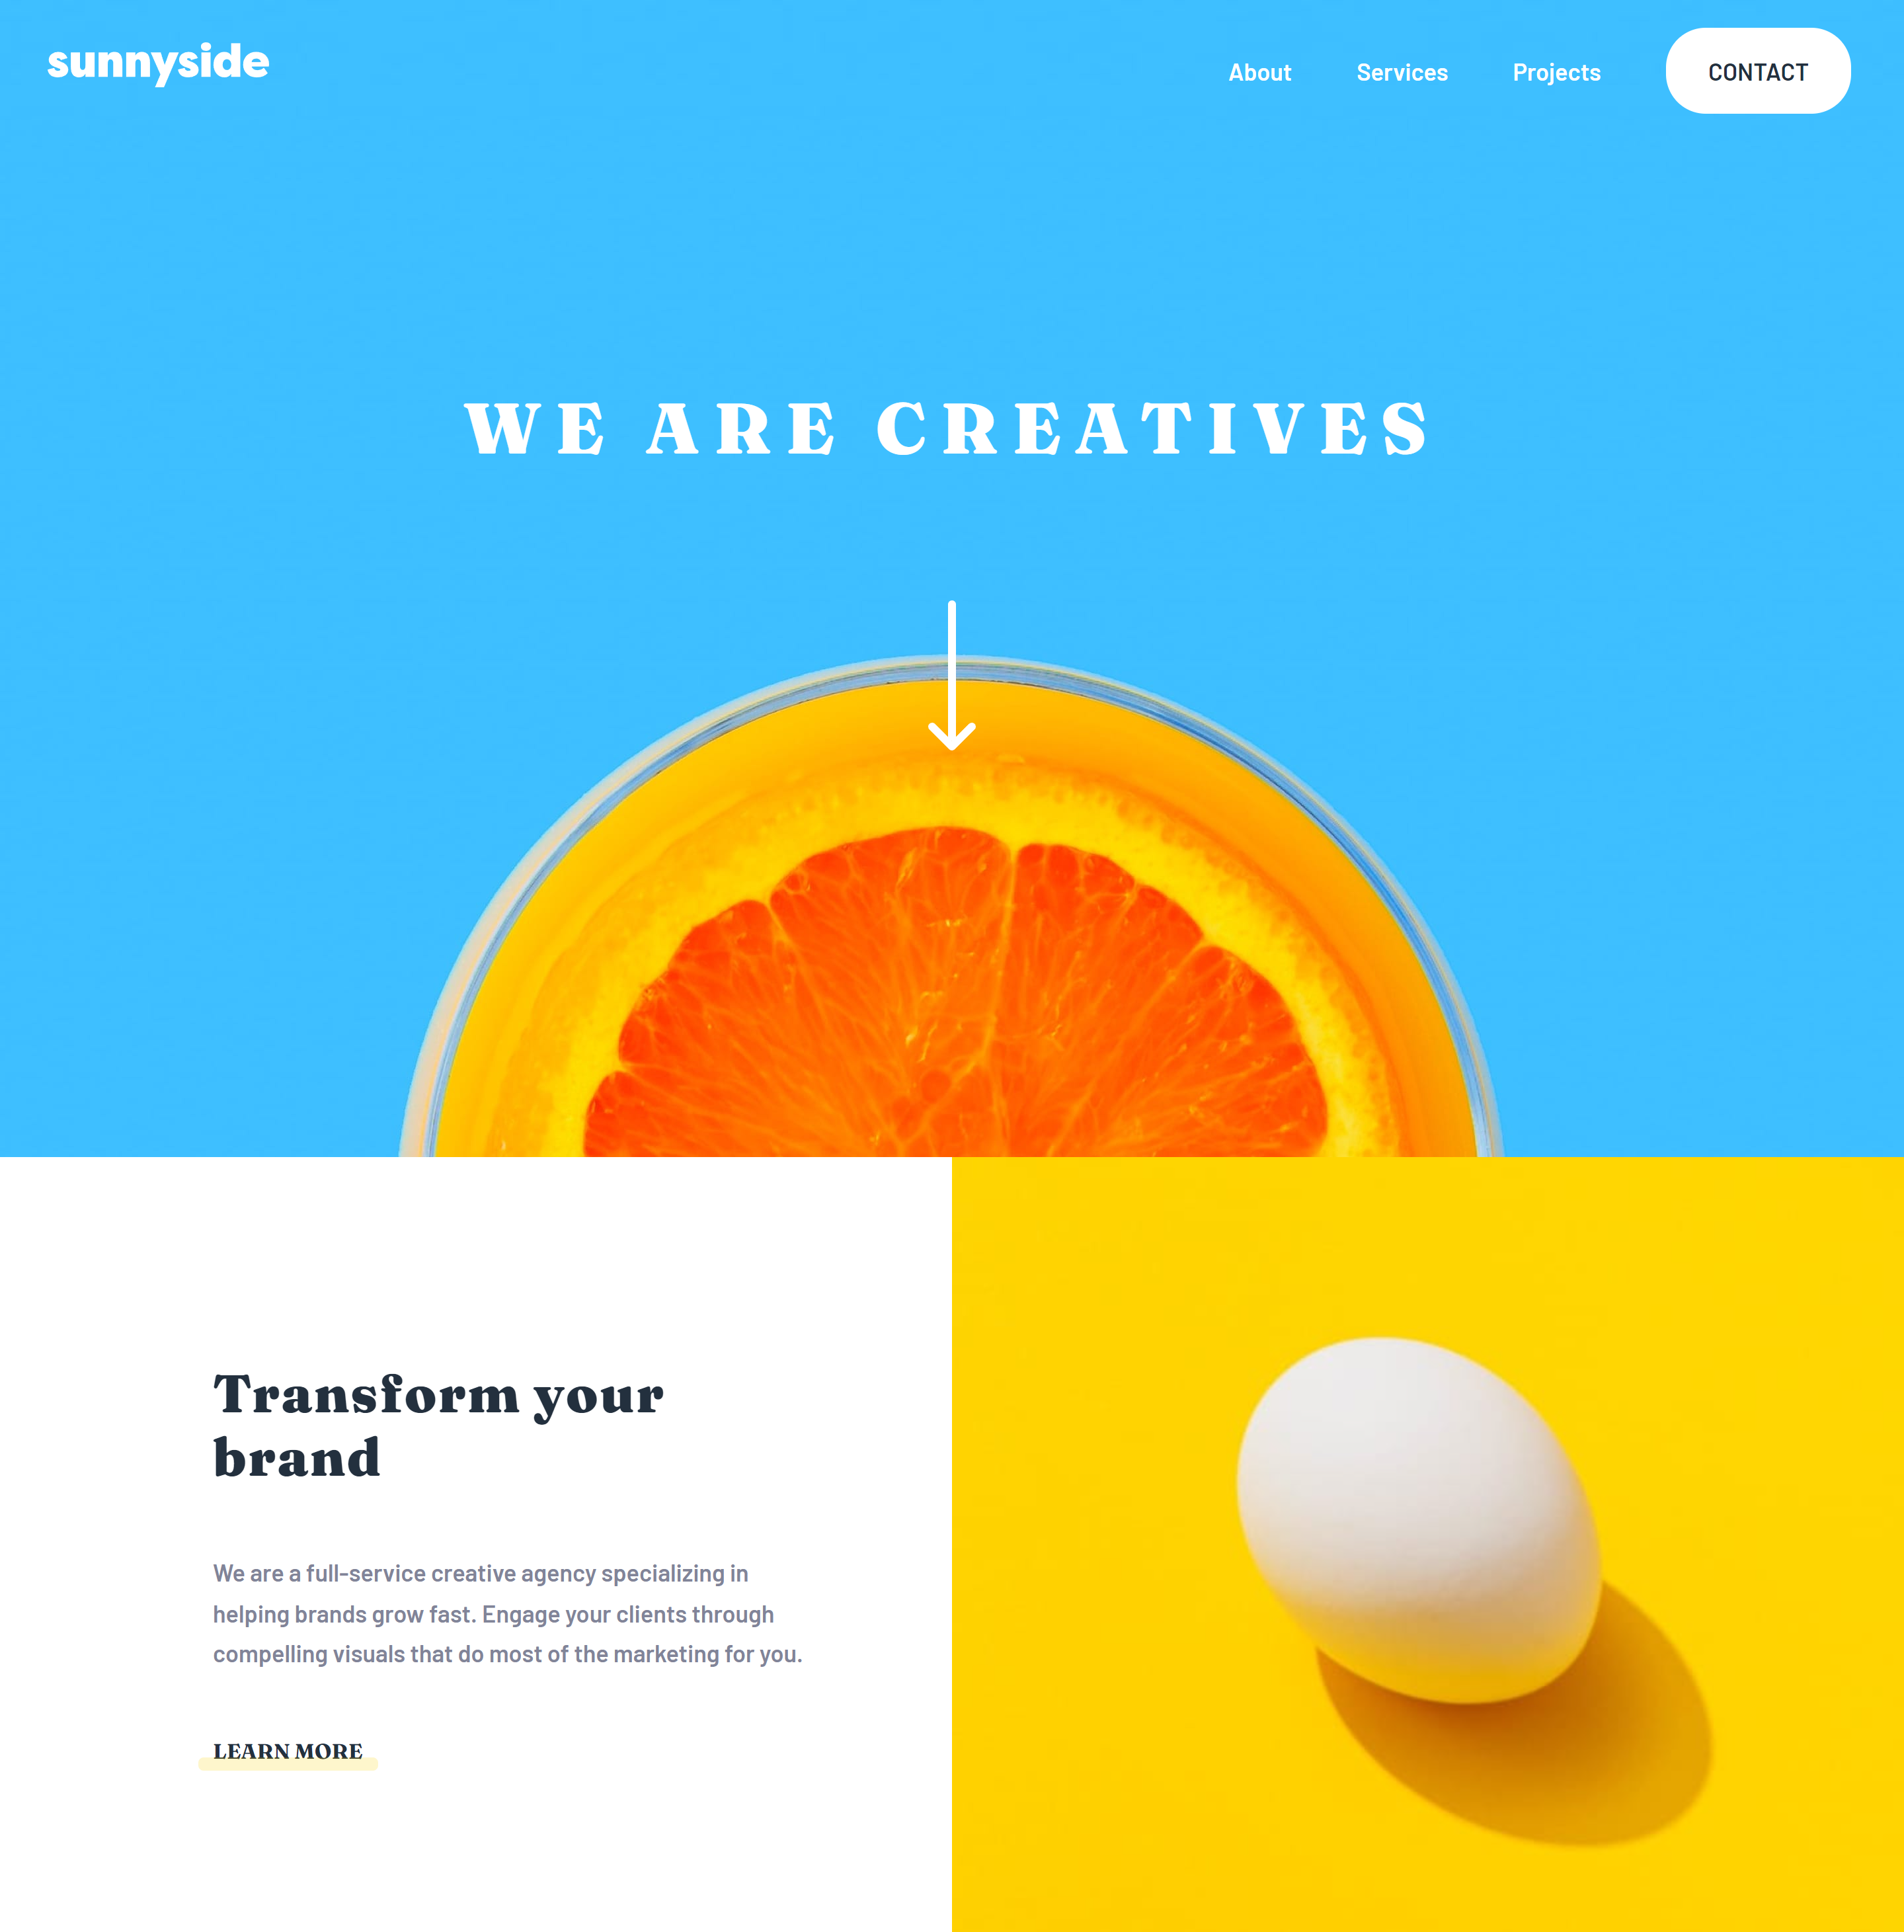 sunnyside
About Services Projects CONTACT
WE ARE CREATIVES
Transform your
brand
We are a full-service creative agency specializing in
helping brands grow fast. Engage your clients through
compelling visuals that do most of the marketing for you.
LEARN MORE